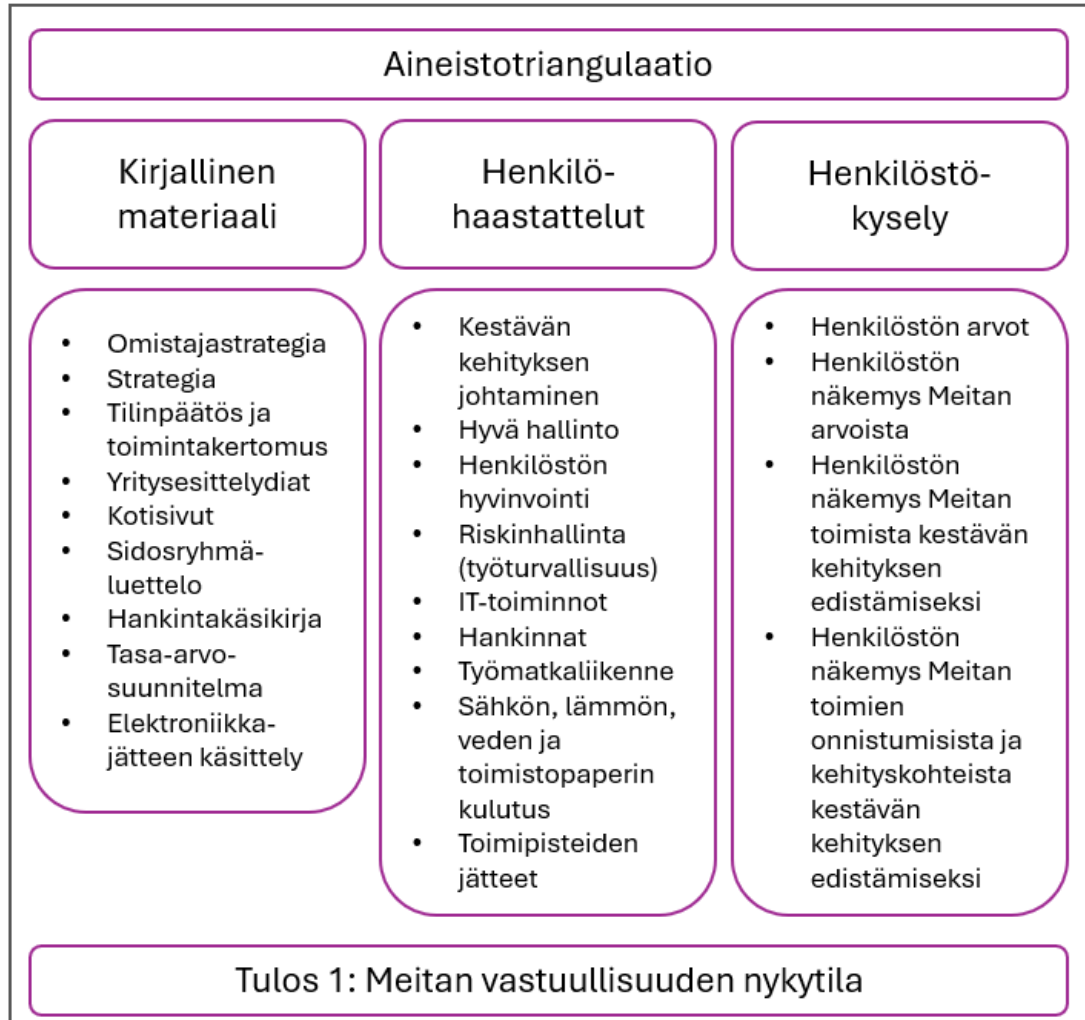 Aineistotriangulaatio
Kirjallinen
materiaali
Henkilö-
haastattelut
Henkilöstö-
kysely
• Omistajastrategia
• Strategia
• Tilinpäätös ja
toimintakertomus
• Yritysesittelydiat
• Kotisivut
• Sidosryhmä-
luettelo
• Hankintakäsikirja
• Tasa-arvo-
suunnitelma
• Elektroniikka-
jätteen käsittely
• Kestävän
kehityksen
johtaminen
• Hyvä hallinto
• Henkilöstön
hyvinvointi
• Riskinhallinta
(työturvallisuus)
• IT-toiminnot
• Hankinnat
• Työmatkaliikenne
• Sähkön, lämmön,
veden ja
toimistopaperin
kulutus
• Toimipisteiden
jätteet
• Henkilöstön arvot
• Henkilöstön
näkemys Meitan
arvoista
• Henkilöstön
näkemys Meitan
toimista kestävän
kehityksen
edistämiseksi
• Henkilöstön
näkemys Meitan
toimien
onnistumisista ja
kehityskohteista
kestävän
kehityksen
edistämiseksi
Tulos 1: Meitan vastuullisuuden nykytila